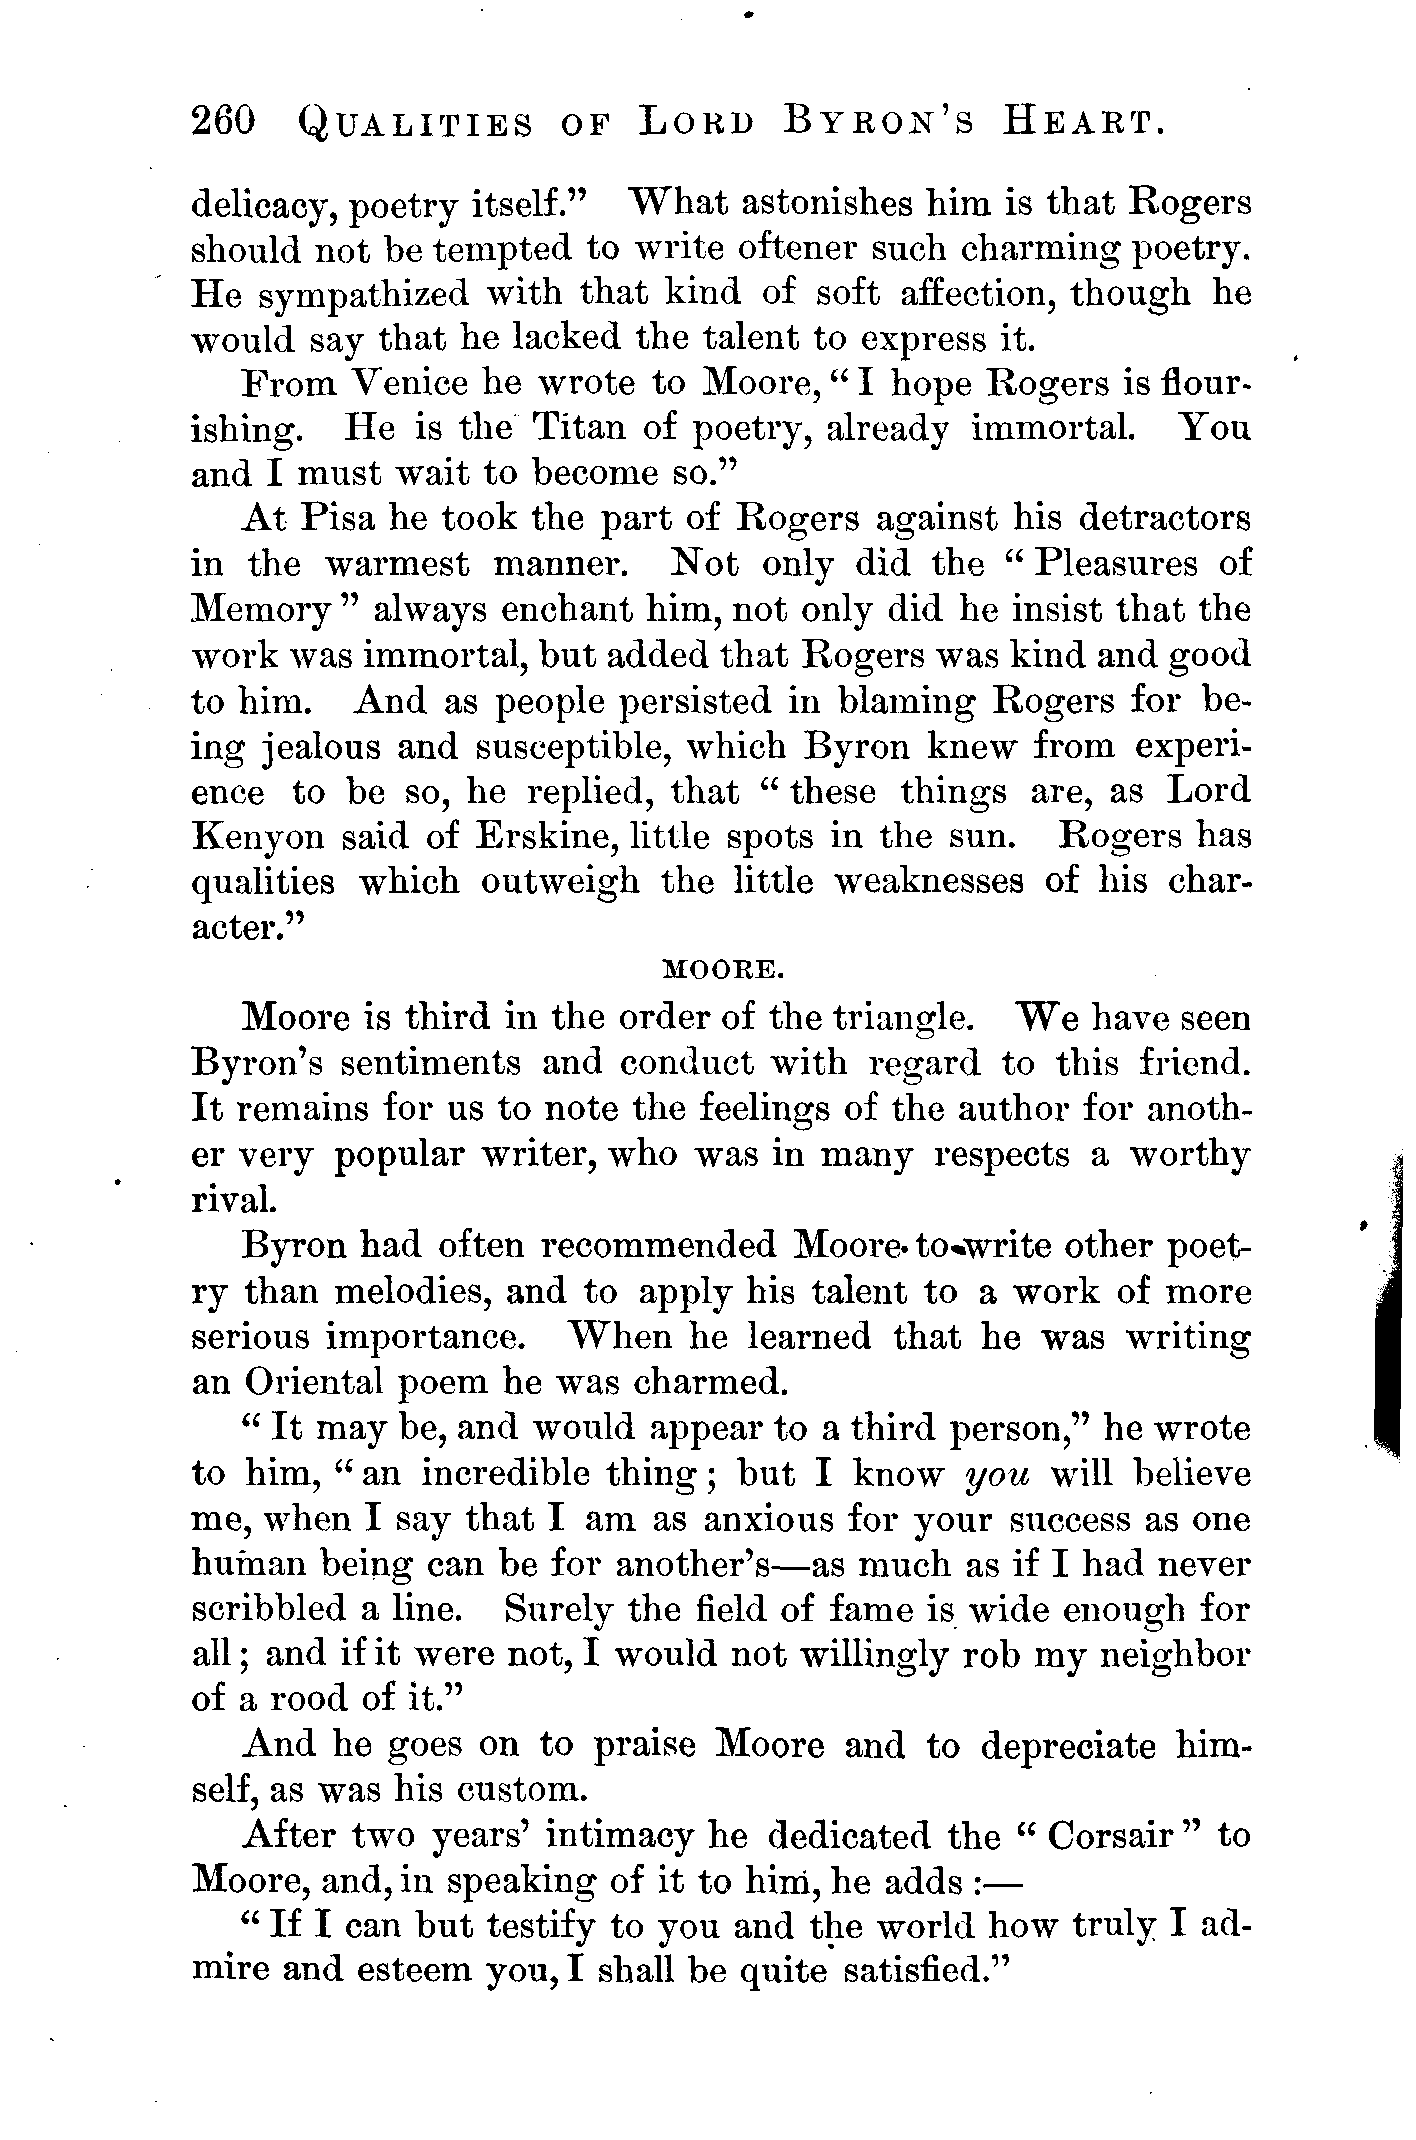 260 QUALITIES OF LORD BYRON'S HEART.
delicacy, poetry itself.” What astonishes him is that Rogers
should not be tempted to write oftener such charming poetry.
He sympathized with that kind of soft affection, though he
would say that he lacked the talent to express it.
From Venice he wrote to Moore, “I hope Rogers is flour-
ishing. He is the Titan of poetry, already immortal. You
and I must wait to become so.”
At Pisa he took the part of Rogers against his detractors
in the warmest manner. Not only did the “Pleasures of
Memory” always enchant him, not only did he insist that the
work was immortal, but added that Rogers was kind and good
to him. And as people persisted in blaming Rogers for be-
ing jealous and susceptible, which Byron knew from experi-
ence to be so, he replied, that “these things are, as Lord
Kenyon said of Erskine, little spots in the sun. Rogers has
qualities which outweigh the little weaknesses of his char-
acter.”
MOORE.
Moore is third in the order of the triangle. We have seen
Byron's sentiments and conduct with regard to this friend.
It remains for us to note the feelings of the author for anoth-
er very popular writer, who was in many respects a worthy
rival.
Byron had often recommended Moore to write other poet-
ry than melodies, and to apply his talent to a work of more
serious importance. When he learned that he was writing
an Oriental poem he was charmed.
“It may be, and would appear to a third person,” he wrote
to him, “an incredible thing; but I know you will believe
me, when I say that I am as anxious for your success as one
human being can be for another's—as much as if I had never
scribbled a line. Surely the field of fame is wide enough for
all; and if it were not, I would not willingly rob my neighbor
of a rood of it.”
And he goes on to praise Moore and to depreciate him-
self, as was his custom.
After two years' intimacy he dedicated the “Corsair” to
Moore, and, in speaking of it to him, he adds :—
“If I can but testify to you and the world how truly I ad-
mire and esteem you, I shall be quite satisfied.”